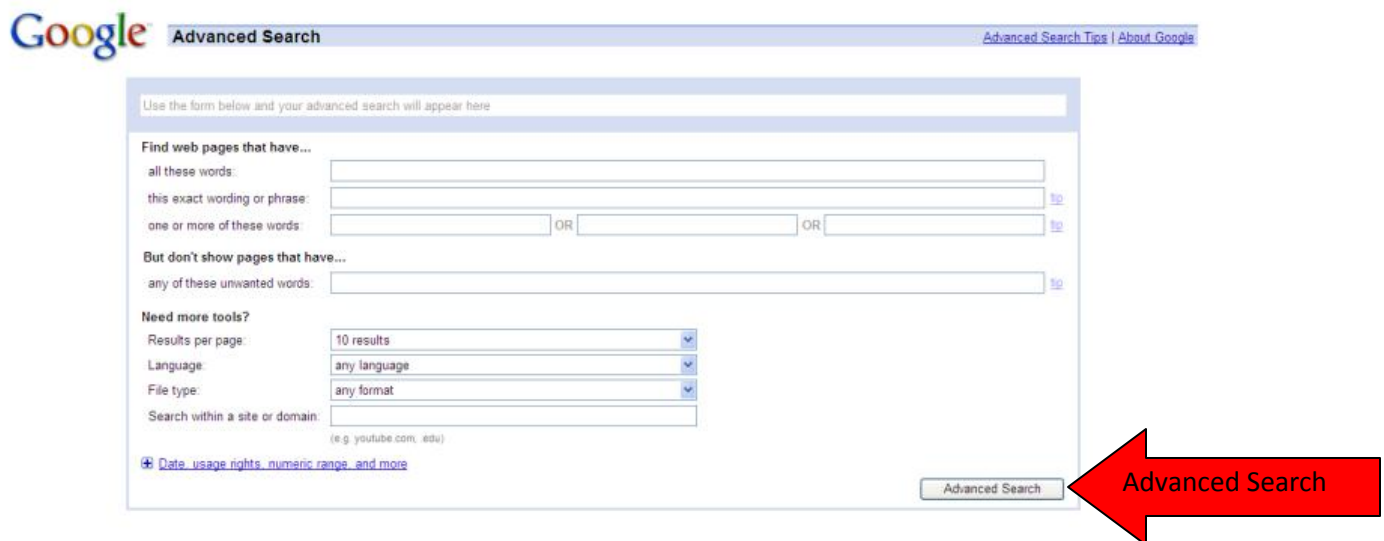 Google Advanced Search Advanced Search Tips | About Google
Use the form below and your advanced search will appear here
Find web pages that have...
all these words:
this exact wording or phrase: tip
one or more of these words: OR OR tip
But don't show pages that have...
any of these unwanted words: tip
Need more tools?
Results per page: 10 results
Language: any language
File type: any format
Search within a site or domain:
(e.g. youtube.com, .edu)
Date, usage rights, numeric range, and more
Advanced Search Advanced Search